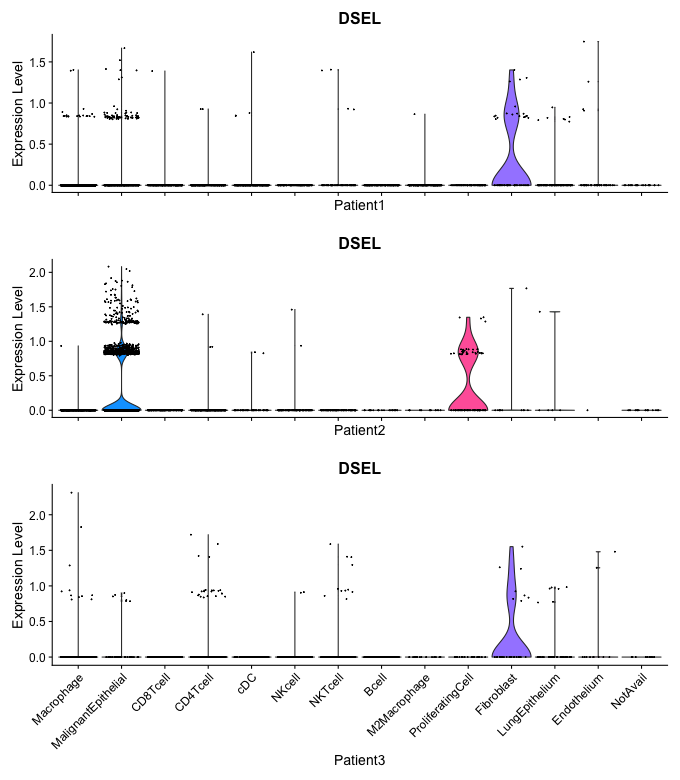 DSEL
Expression Level
1.5
1.0
0.5
0.0
Patient1
DSEL
Expression Level
2.0
1.5
1.0
0.5
0.0
Patient2
DSEL
Expression Level
2.0
1.5
1.0
0.5
0.0
Macrophage
MalignantEpithelial
CD8Tcell
CD4Tcell
cDC
NKcell
NKTcell
Bcell
M2Macrophage
ProliferatingCell
Fibroblast
LungEpithelium
Endothelium
NotAvail
Patient3